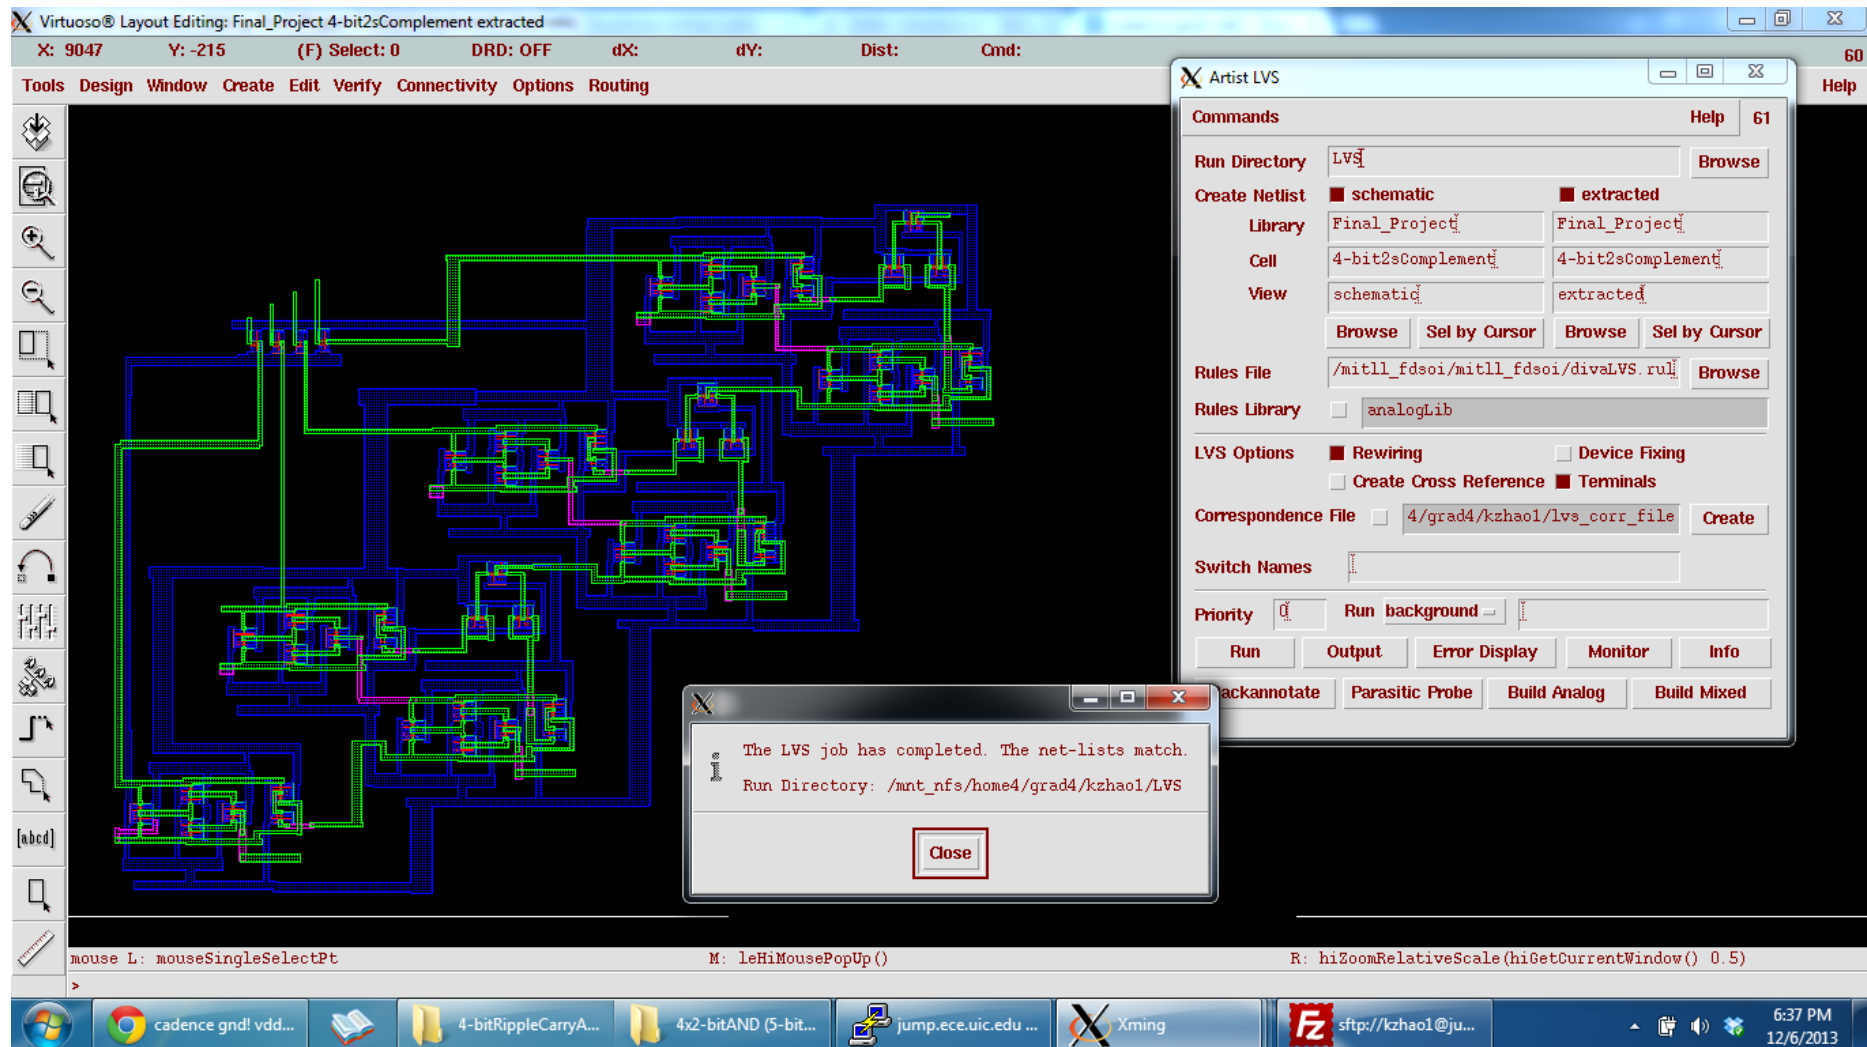 Virtuoso® Layout Editing: Final_Project 4-bit2sComplement extracted
X: 9047 Y: -215 (F) Select: 0 DRD: OFF dX: dY: Dist: Cmd: 60
Tools Design Window Create Edit Verify Connectivity Options Routing Help
Artist LVS
Commands Help 61
Run Directory LVS Browse
Create Netlist schematic extracted
Library Final_Project Final_Project
Cell 4-bit2sComplement 4-bit2sComplement
View schematic extracted
Browse Sel by Cursor Browse Sel by Cursor
Rules File /mitll_fdsoi/mitll_fdsoi/divaLVS.rul Browse
Rules Library analogLib
LVS Options Rewiring Device Fixing
Create Cross Reference Terminals
Correspondence File 4/grad4/kzhao1/lvs_corr_file Create
Switch Names
Priority 0 Run background
Run Output Error Display Monitor Info
ackannotate Parasitic Probe Build Analog Build Mixed
The LVS job has completed. The net-lists match.
Run Directory: /mnt_nfs/home4/grad4/kzhao1/LVS
Close
[abcd]
mouse L: mouseSingleSelectPt M: leHiMousePopUp() R: hiZoomRelativeScale(hiGetCurrentWindow() 0.5)
>
cadence gnd! vdd... 4-bitRippleCarryA... 4x2-bitAND (5-bit... jump.ece.uic.edu ... Xming sftp://kzhao1@ju... 6:37 PM
12/6/2013